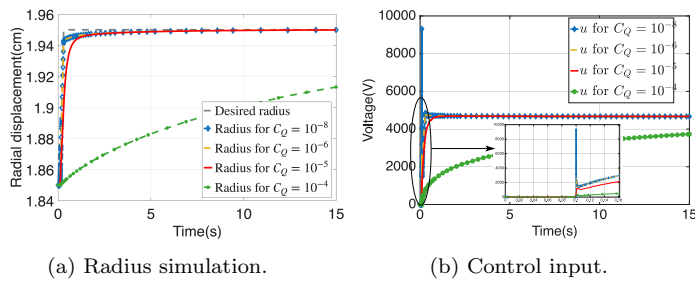 1.96
1.94
1.92
1.9
1.88
1.86
1.84
Radial displacement(cm)
Desired radius
Radius for C_Q = 10^{-8}
Radius for C_Q = 10^{-6}
Radius for C_Q = 10^{-5}
Radius for C_Q = 10^{-4}
0 5 10 15
Time(s)
(a) Radius simulation.
10000
8000
6000
4000
2000
0
Voltage(V)
u for C_Q = 10^{-8}
u for C_Q = 10^{-6}
u for C_Q = 10^{-5}
u for C_Q = 10^{-4}
0 5 10 15
Time(s)
(b) Control input.